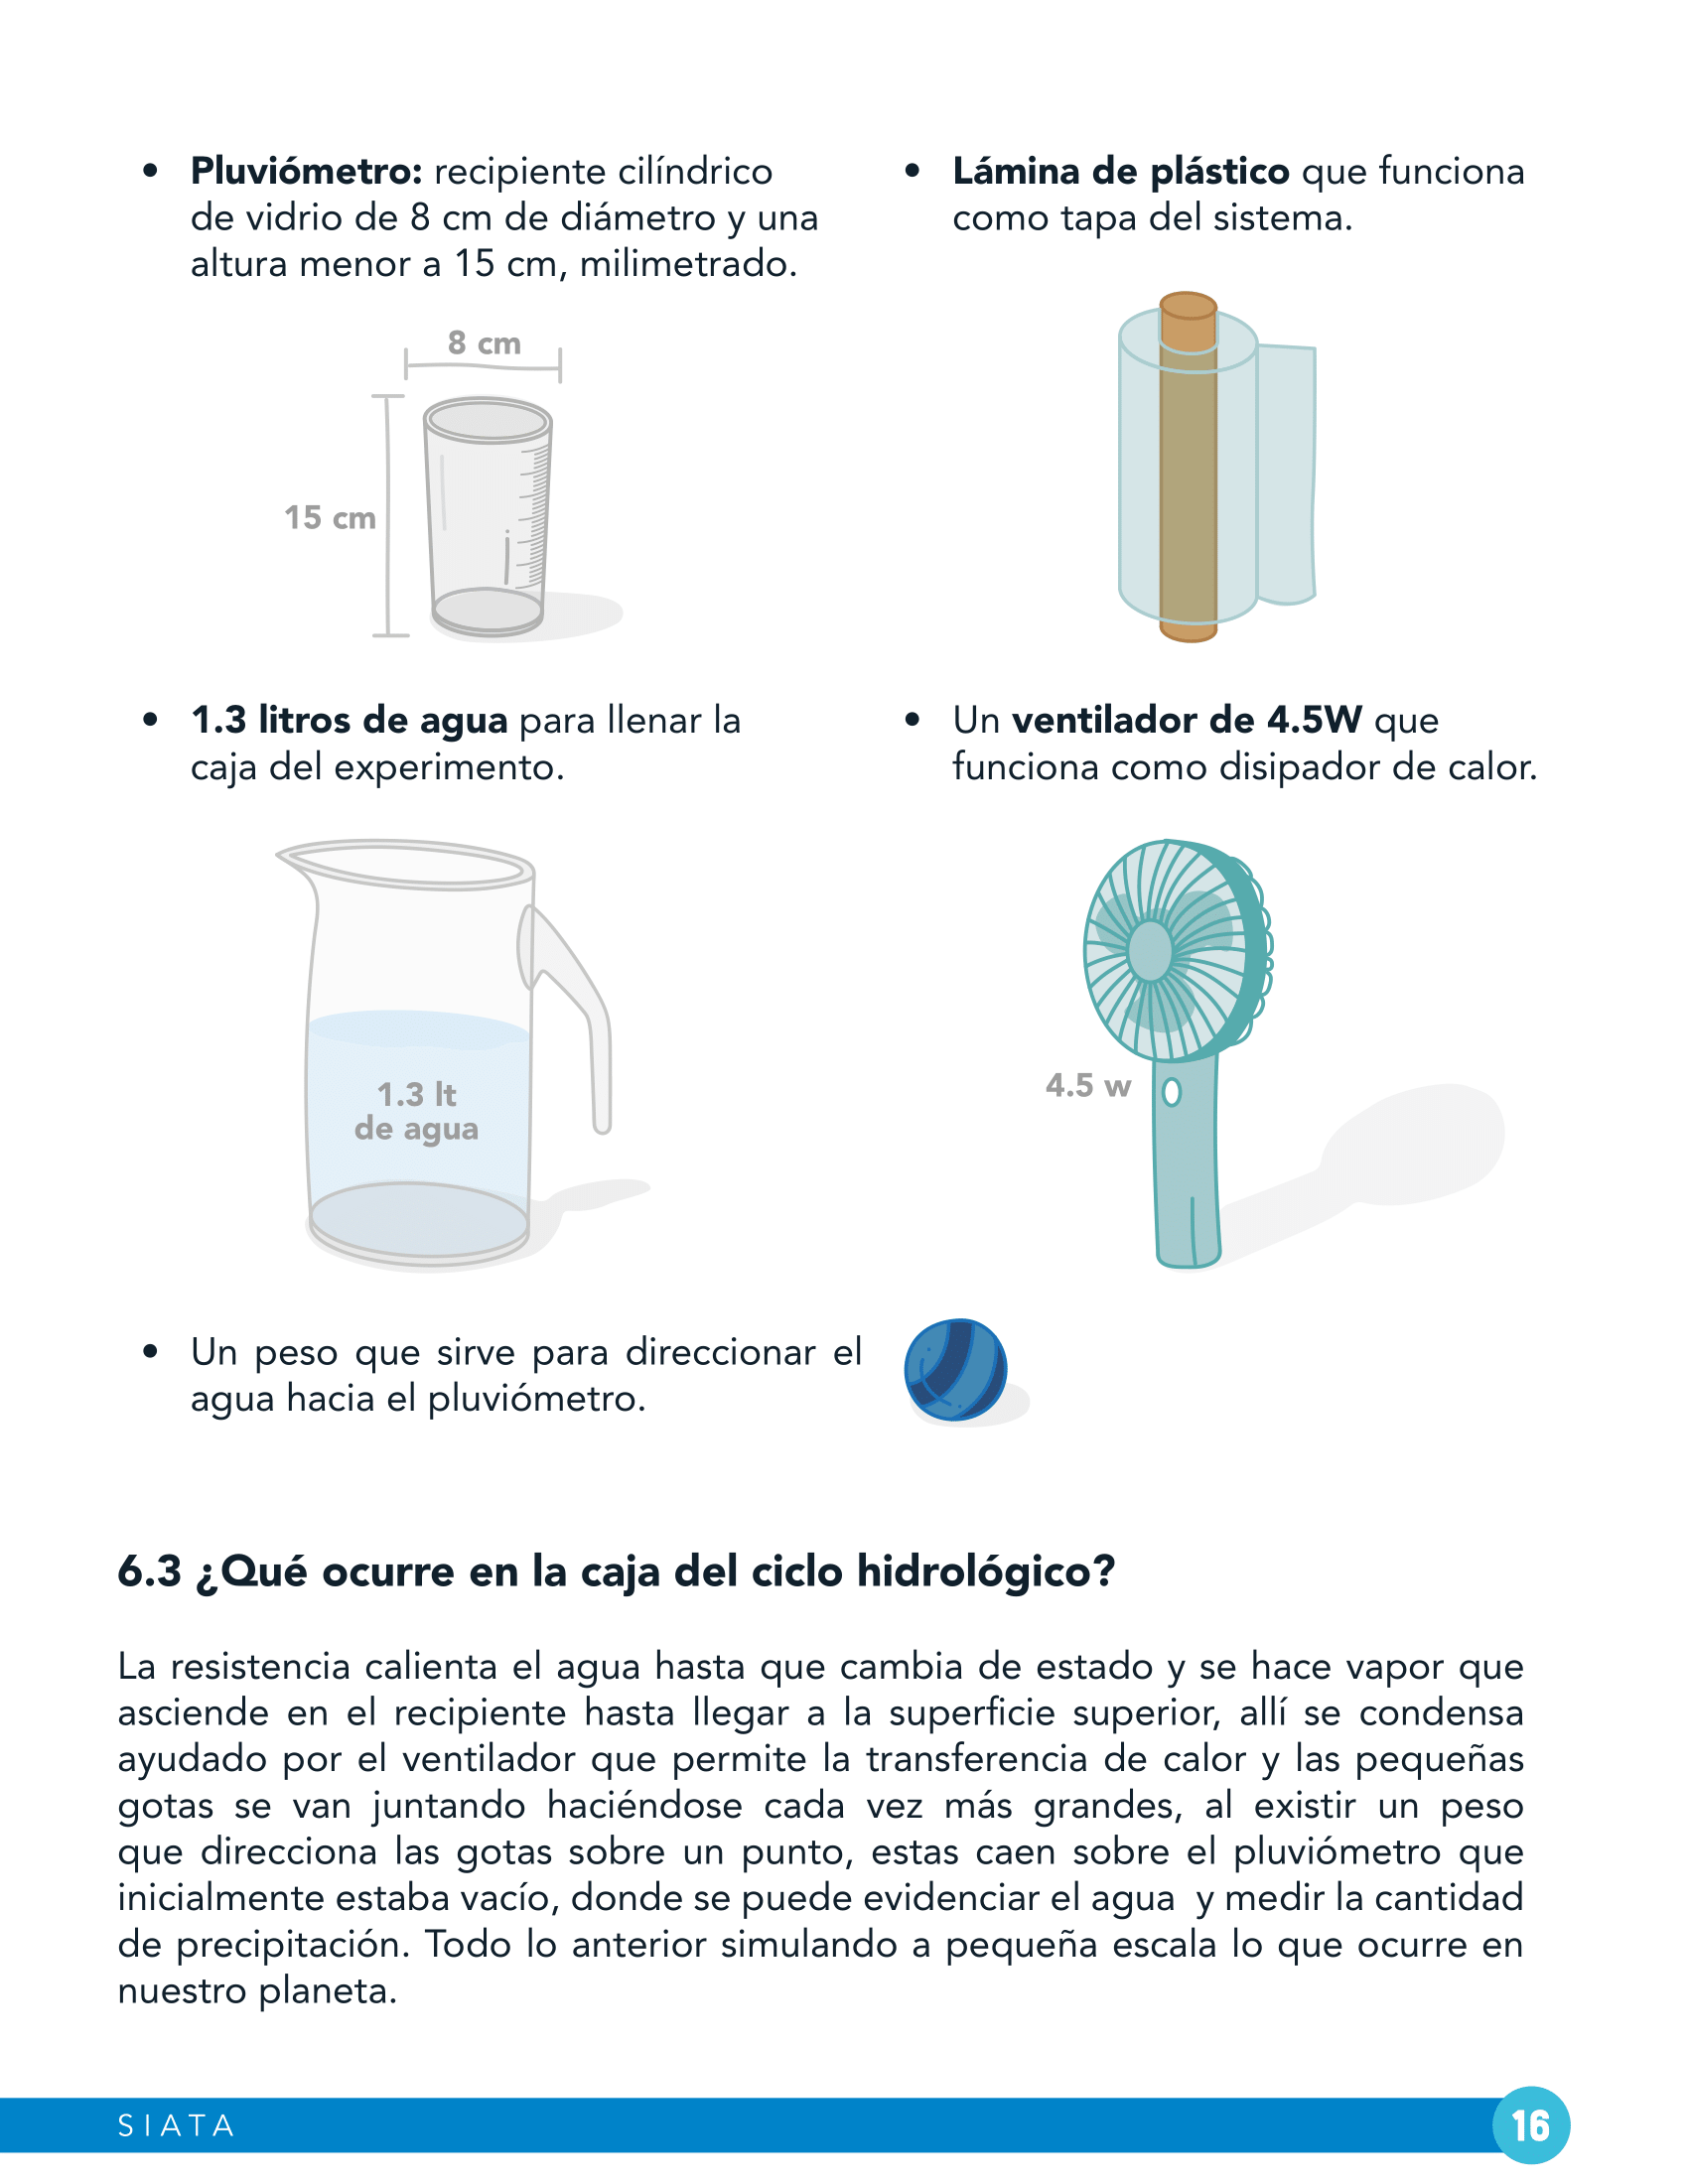 • Pluviómetro: recipiente cilíndrico
de vidrio de 8 cm de diámetro y una
altura menor a 15 cm, milimetrado.
8 cm
15 cm
• Lámina de plástico que funciona
como tapa del sistema.
• 1.3 litros de agua para llenar la
caja del experimento.
1.3 lt
de agua
• Un ventilador de 4.5W que
funciona como disipador de calor.
4.5 w
• Un peso que sirve para direccionar el
agua hacia el pluviómetro.
6.3 ¿Qué ocurre en la caja del ciclo hidrológico?
La resistencia calienta el agua hasta que cambia de estado y se hace vapor que
asciende en el recipiente hasta llegar a la superficie superior, allí se condensa
ayudado por el ventilador que permite la transferencia de calor y las pequeñas
gotas se van juntando haciéndose cada vez más grandes, al existir un peso
que direcciona las gotas sobre un punto, estas caen sobre el pluviómetro que
inicialmente estaba vacío, donde se puede evidenciar el agua  y medir la cantidad
de precipitación. Todo lo anterior simulando a pequeña escala lo que ocurre en
nuestro planeta.
SIATA
16